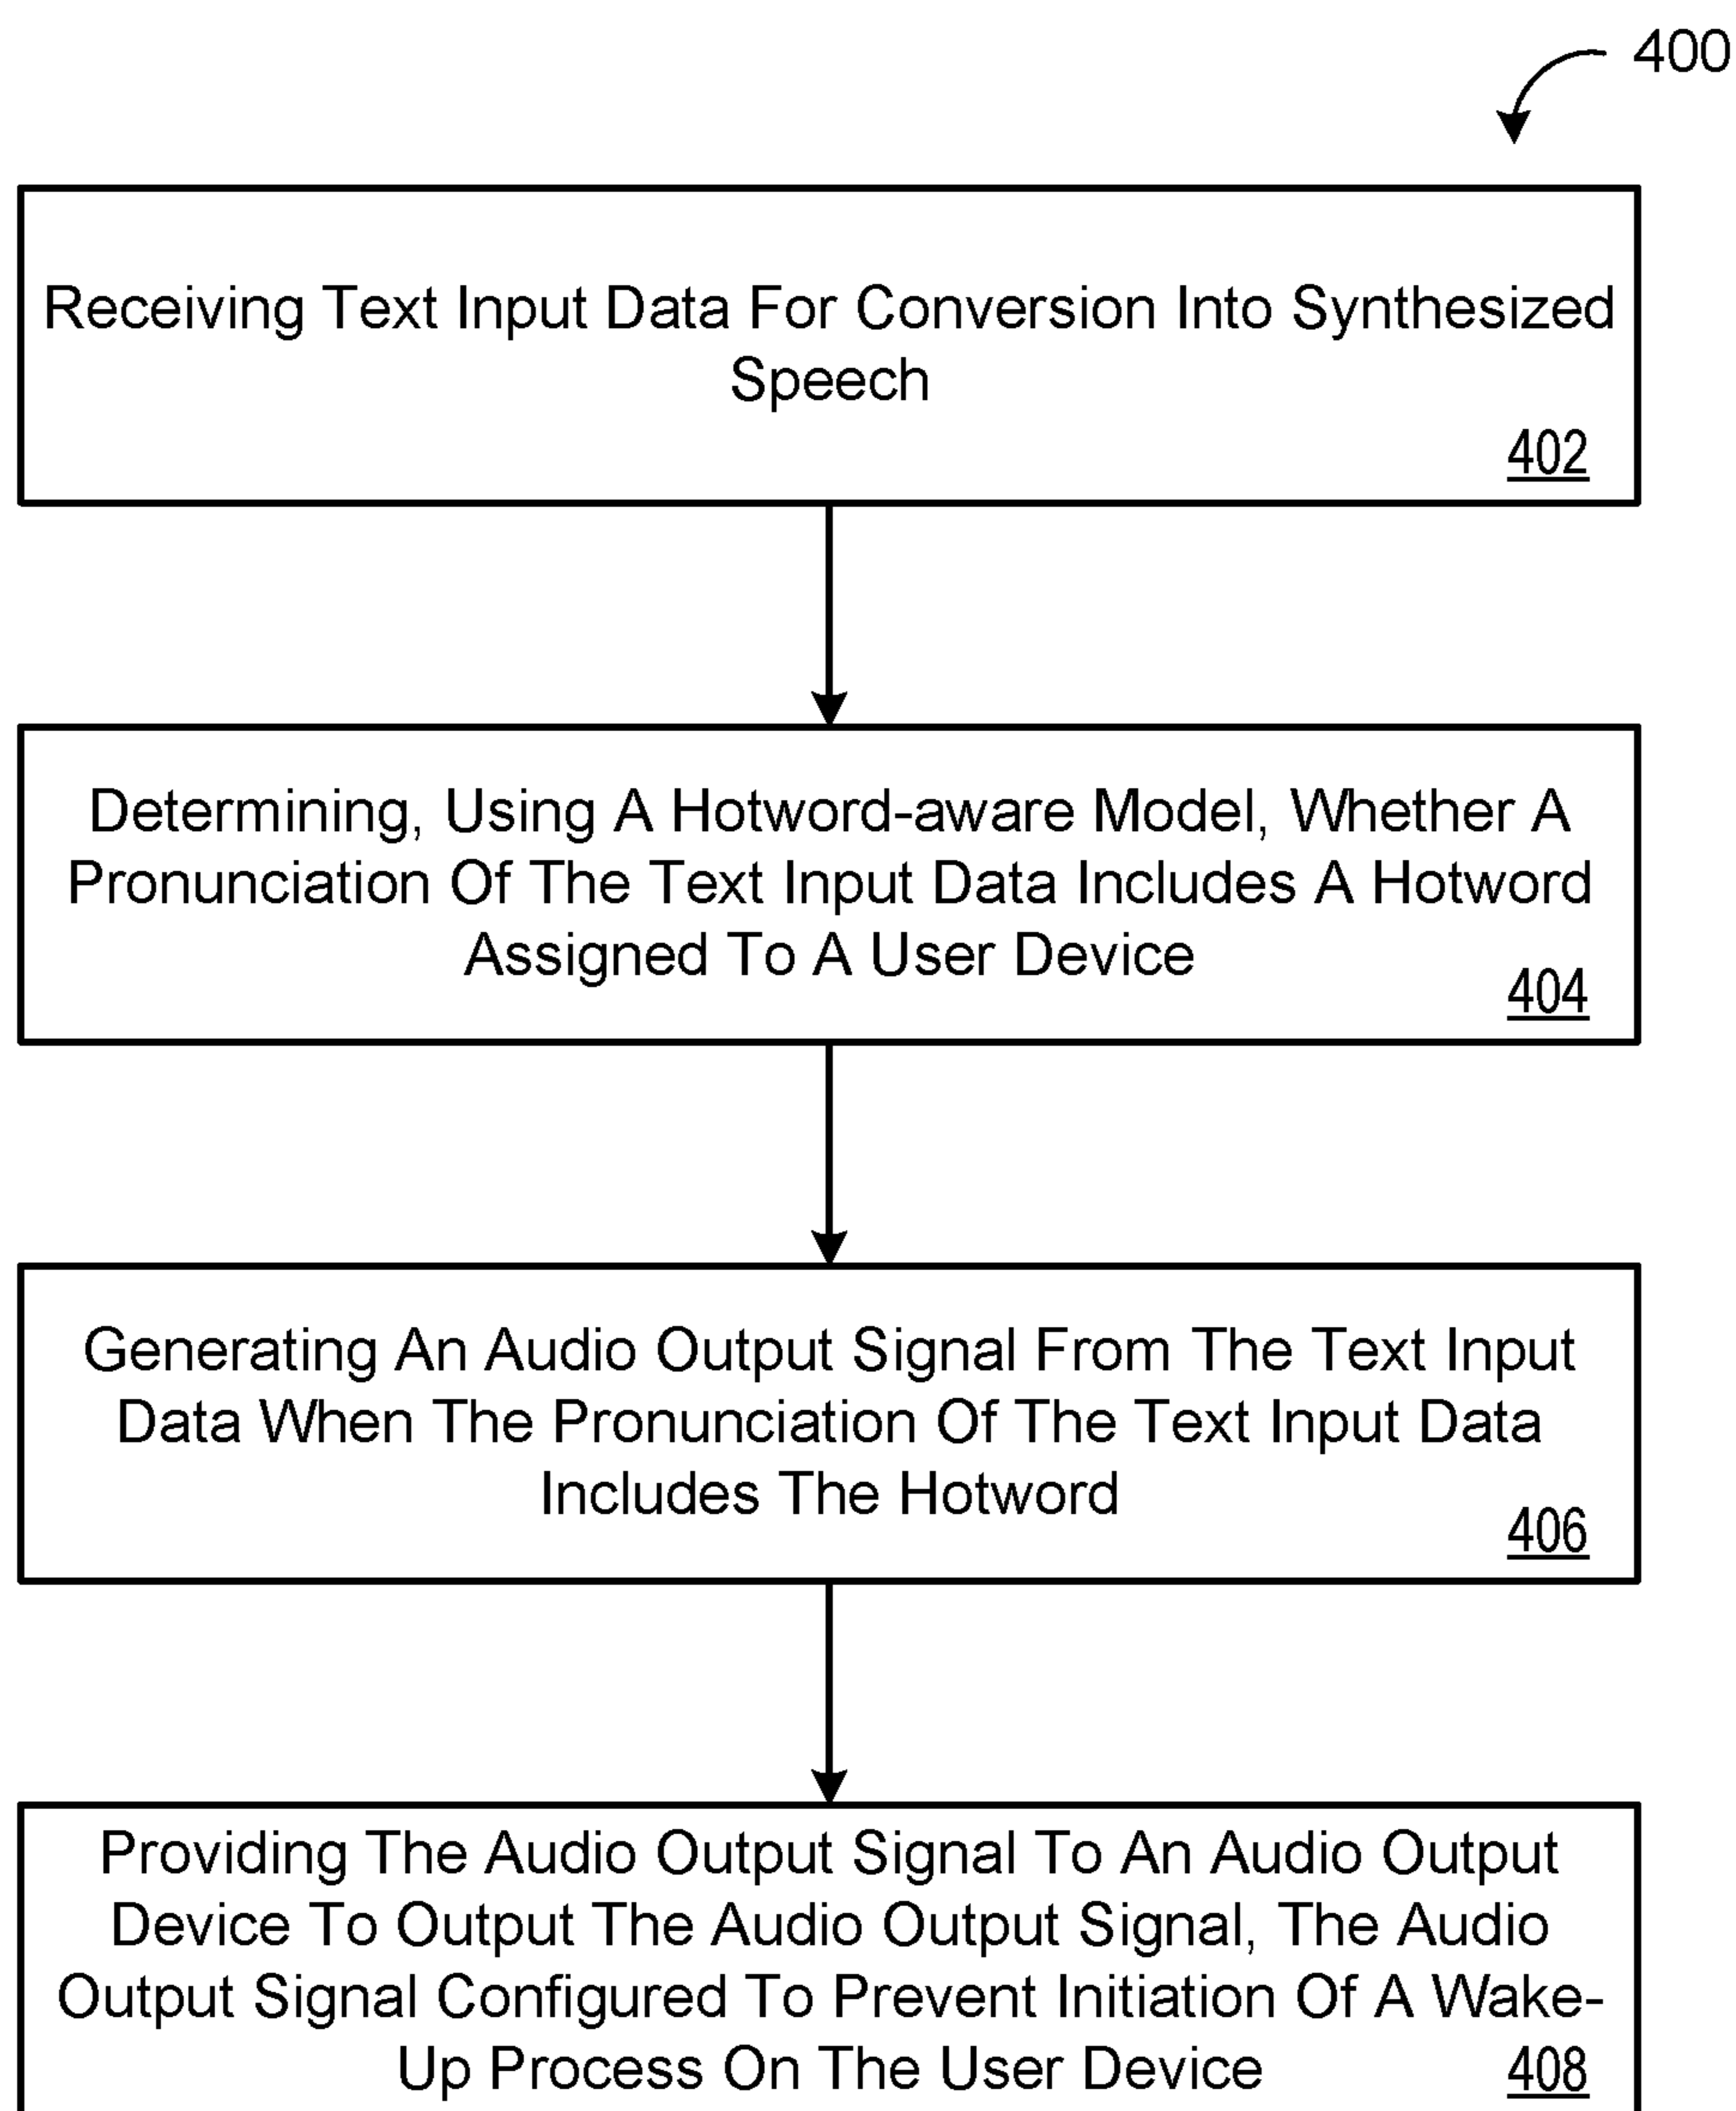 400
Receiving Text Input Data For Conversion Into Synthesized
Speech
402
Determining, Using A Hotword-aware Model, Whether A
Pronunciation Of The Text Input Data Includes A Hotword
Assigned To A User Device
404
Generating An Audio Output Signal From The Text Input
Data When The Pronunciation Of The Text Input Data
Includes The Hotword
406
Providing The Audio Output Signal To An Audio Output
Device To Output The Audio Output Signal, The Audio
Output Signal Configured To Prevent Initiation Of A Wake-
Up Process On The User Device
408